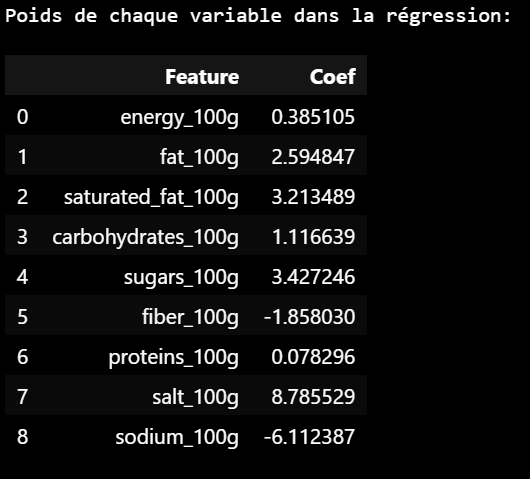 Poids de chaque variable dans la régression:
Feature Coef
0 energy_100g 0.385105
1 fat_100g 2.594847
2 saturated_fat_100g 3.213489
3 carbohydrates_100g 1.116639
4 sugars_100g 3.427246
5 fiber_100g -1.858030
6 proteins_100g 0.078296
7 salt_100g 8.785529
8 sodium_100g -6.112387